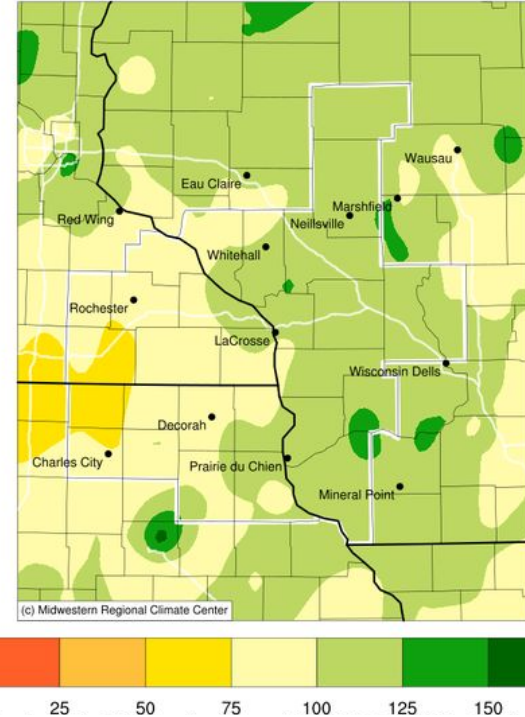 Wausau
Eau Claire
Marshfield
Red Wing
Neillsville
Whitehall
Rochester
LaCrosse
Wisconsin Dells
Decorah
Charles City
Prairie du Chien
Mineral Point
(c) Midwestern Regional Climate Center
25 50 75 100 125 150